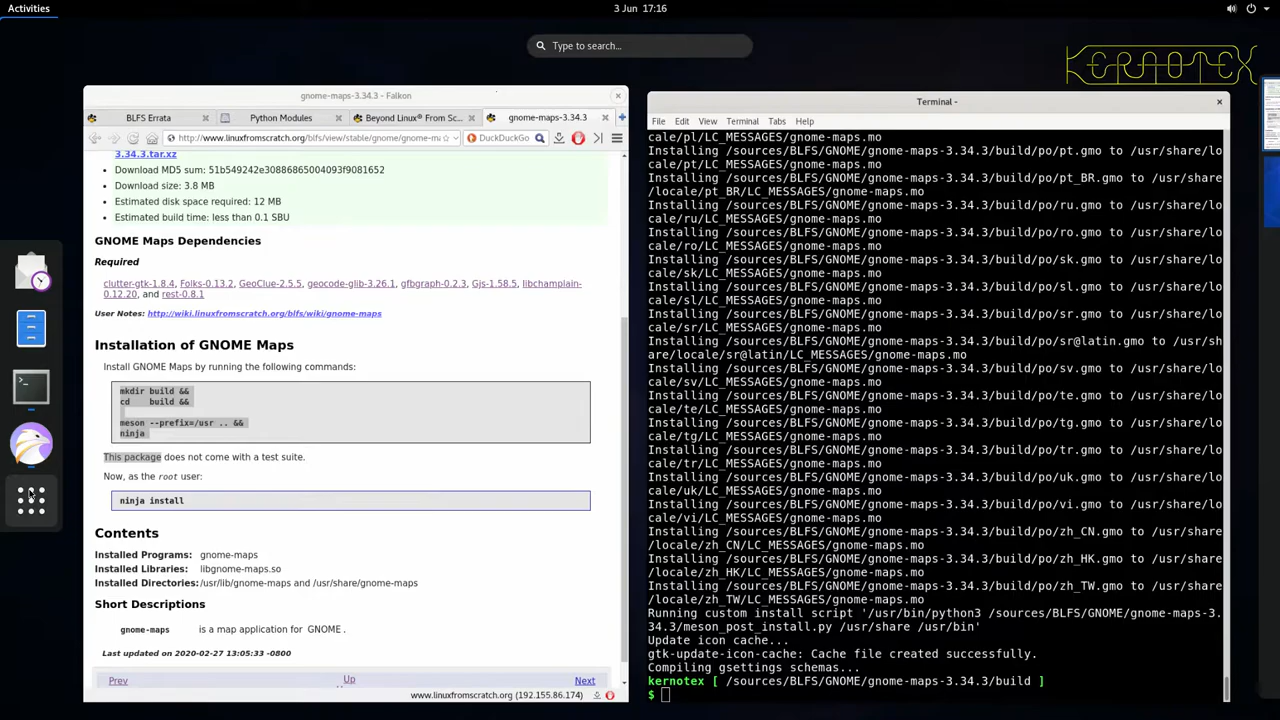 Activities
3 Jun 17:16
Type to search...
KERNOTEX
gnome-maps-3.34.3 - Falkon
BLFS Errata
Python Modules
Beyond Linux® From Sc...
gnome-maps-3.34.3
http://www.linuxfromscratch.org/blfs/view/stable/gnome/gnome-ma
DuckDuckGo
3.34.3.tar.xz
Download MD5 sum: 51b549242e30886865004093f9081652
Download size: 3.8 MB
Estimated disk space required: 12 MB
Estimated build time: less than 0.1 SBU
GNOME Maps Dependencies
Required
clutter-gtk-1.8.4, Folks-0.13.2, GeoClue-2.5.5, geocode-glib-3.26.1, gfbgraph-0.2.3, Gjs-1.58.5, libchamplain-
0.12.20, and rest-0.8.1
User Notes: http://wiki.linuxfromscratch.org/blfs/wiki/gnome-maps
Installation of GNOME Maps
Install GNOME Maps by running the following commands:
mkdir build &&
cd    build &&
meson --prefix=/usr .. &&
ninja
This package does not come with a test suite.
Now, as the root user:
ninja install
Contents
Installed Programs: gnome-maps
Installed Libraries: libgnome-maps.so
Installed Directories: /usr/lib/gnome-maps and /usr/share/gnome-maps
Short Descriptions
gnome-maps is a map application for GNOME .
Last updated on 2020-02-27 13:05:33 -0800
Prev Up Next
www.linuxfromscratch.org (192.155.86.174)
Terminal -
File Edit View Terminal Tabs Help
cale/pl/LC_MESSAGES/gnome-maps.mo
Installing /sources/BLFS/GNOME/gnome-maps-3.34.3/build/po/pt.gmo to /usr/share/lo
cale/pt/LC_MESSAGES/gnome-maps.mo
Installing /sources/BLFS/GNOME/gnome-maps-3.34.3/build/po/pt_BR.gmo to /usr/share
/locale/pt_BR/LC_MESSAGES/gnome-maps.mo
Installing /sources/BLFS/GNOME/gnome-maps-3.34.3/build/po/ru.gmo to /usr/share/lo
cale/ru/LC_MESSAGES/gnome-maps.mo
Installing /sources/BLFS/GNOME/gnome-maps-3.34.3/build/po/ro.gmo to /usr/share/lo
cale/ro/LC_MESSAGES/gnome-maps.mo
Installing /sources/BLFS/GNOME/gnome-maps-3.34.3/build/po/sk.gmo to /usr/share/lo
cale/sk/LC_MESSAGES/gnome-maps.mo
Installing /sources/BLFS/GNOME/gnome-maps-3.34.3/build/po/sl.gmo to /usr/share/lo
cale/sl/LC_MESSAGES/gnome-maps.mo
Installing /sources/BLFS/GNOME/gnome-maps-3.34.3/build/po/sr.gmo to /usr/share/lo
cale/sr/LC_MESSAGES/gnome-maps.mo
Installing /sources/BLFS/GNOME/gnome-maps-3.34.3/build/po/sr@latin.gmo to /usr/sh
are/locale/sr@latin/LC_MESSAGES/gnome-maps.mo
Installing /sources/BLFS/GNOME/gnome-maps-3.34.3/build/po/sv.gmo to /usr/share/lo
cale/sv/LC_MESSAGES/gnome-maps.mo
Installing /sources/BLFS/GNOME/gnome-maps-3.34.3/build/po/te.gmo to /usr/share/lo
cale/te/LC_MESSAGES/gnome-maps.mo
Installing /sources/BLFS/GNOME/gnome-maps-3.34.3/build/po/tg.gmo to /usr/share/lo
cale/tg/LC_MESSAGES/gnome-maps.mo
Installing /sources/BLFS/GNOME/gnome-maps-3.34.3/build/po/tr.gmo to /usr/share/lo
cale/tr/LC_MESSAGES/gnome-maps.mo
Installing /sources/BLFS/GNOME/gnome-maps-3.34.3/build/po/uk.gmo to /usr/share/lo
cale/uk/LC_MESSAGES/gnome-maps.mo
Installing /sources/BLFS/GNOME/gnome-maps-3.34.3/build/po/vi.gmo to /usr/share/lo
cale/vi/LC_MESSAGES/gnome-maps.mo
Installing /sources/BLFS/GNOME/gnome-maps-3.34.3/build/po/zh_CN.gmo to /usr/share
/locale/zh_CN/LC_MESSAGES/gnome-maps.mo
Installing /sources/BLFS/GNOME/gnome-maps-3.34.3/build/po/zh_HK.gmo to /usr/share
/locale/zh_HK/LC_MESSAGES/gnome-maps.mo
Installing /sources/BLFS/GNOME/gnome-maps-3.34.3/build/po/zh_TW.gmo to /usr/share
/locale/zh_TW/LC_MESSAGES/gnome-maps.mo
Running custom install script '/usr/bin/python3 /sources/BLFS/GNOME/gnome-maps-3.
34.3/meson_post_install.py /usr/share /usr/bin'
Update icon cache...
gtk-update-icon-cache: Cache file created successfully.
Compiling gsettings schemas...
kernotex [ /sources/BLFS/GNOME/gnome-maps-3.34.3/build ]
$